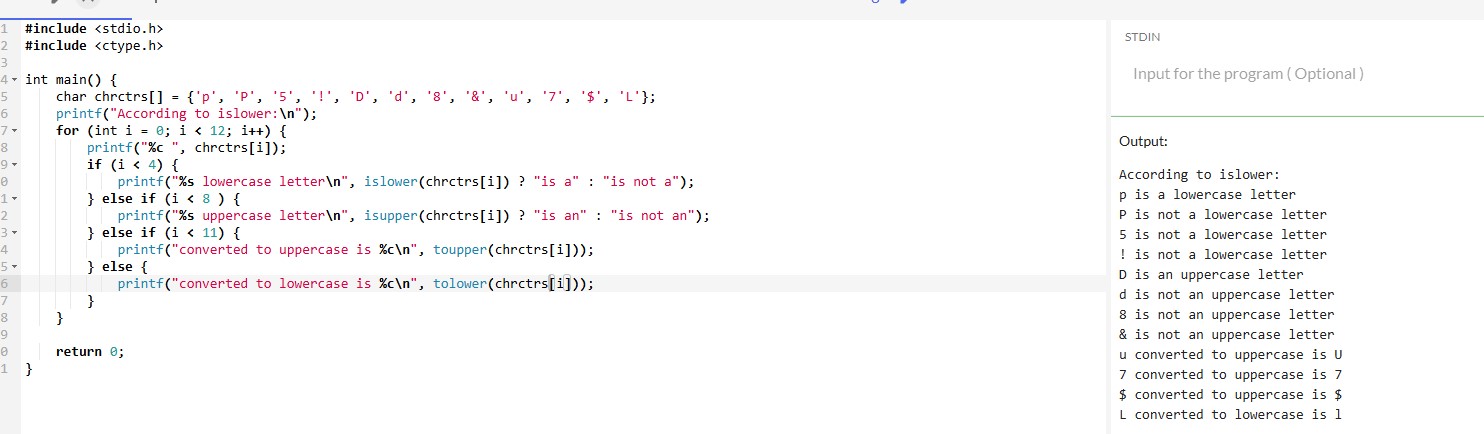 1 #include <stdio.h>
2 #include <ctype.h>
3
4 int main() {
5 char chrctrs[] = {'p', 'P', '5', '!', 'D', 'd', '8', '&', 'u', '7', '$', 'L'};
6 printf("According to islower:\n");
7 for (int i = 0; i < 12; i++) {
8 printf("%c ", chrctrs[i]);
9 if (i < 4) {
0 printf("%s lowercase letter\n", islower(chrctrs[i]) ? "is a" : "is not a");
1 } else if (i < 8 ) {
2 printf("%s uppercase letter\n", isupper(chrctrs[i]) ? "is an" : "is not an");
3 } else if (i < 11) {
4 printf("converted to uppercase is %c\n", toupper(chrctrs[i]));
5 } else {
6 printf("converted to lowercase is %c\n", tolower(chrctrs[i]));
7 }
8 }
9
0 return 0;
1 }
STDIN
Input for the program ( Optional )
Output:
According to islower:
p is a lowercase letter
P is not a lowercase letter
5 is not a lowercase letter
! is not a lowercase letter
D is an uppercase letter
d is not an uppercase letter
8 is not an uppercase letter
& is not an uppercase letter
u converted to uppercase is U
7 converted to uppercase is 7
$ converted to uppercase is $
L converted to lowercase is l